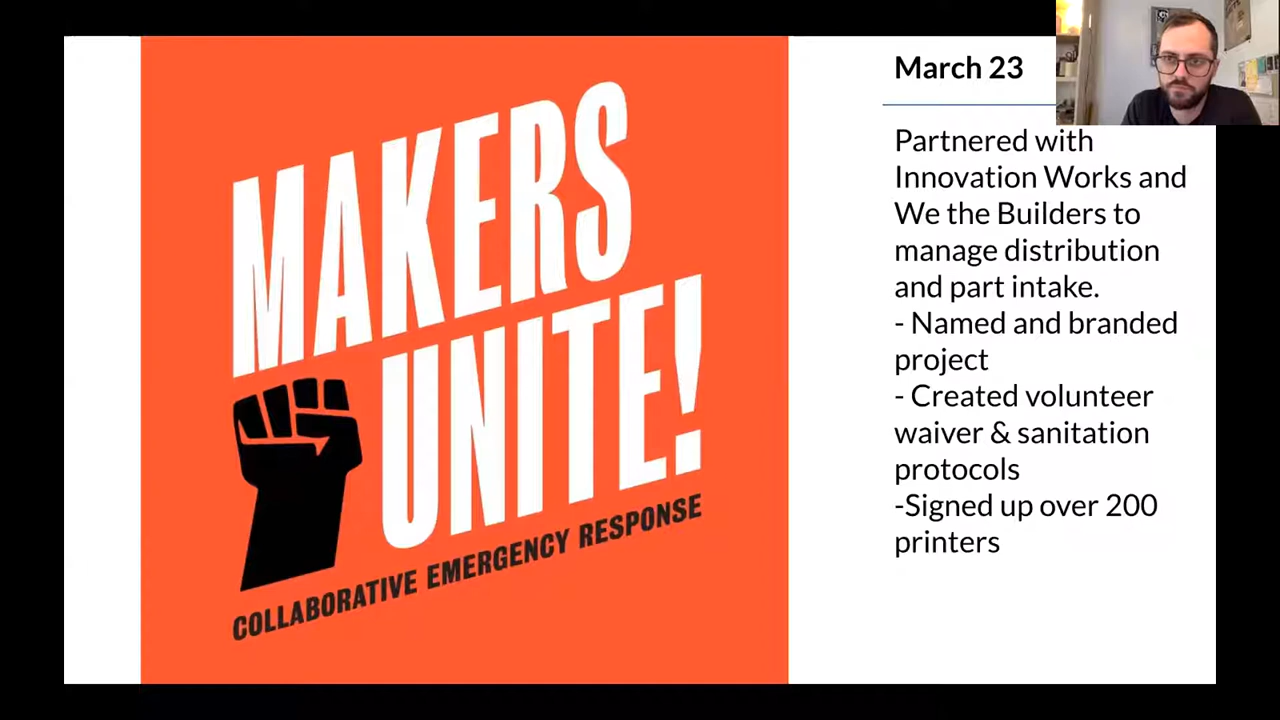 MAKERS
UNITE!
COLLABORATIVE EMERGENCY RESPONSE
March 23
Partnered with
Innovation Works and
We the Builders to
manage distribution
and part intake.
- Named and branded
project
- Created volunteer
waiver & sanitation
protocols
-Signed up over 200
printers